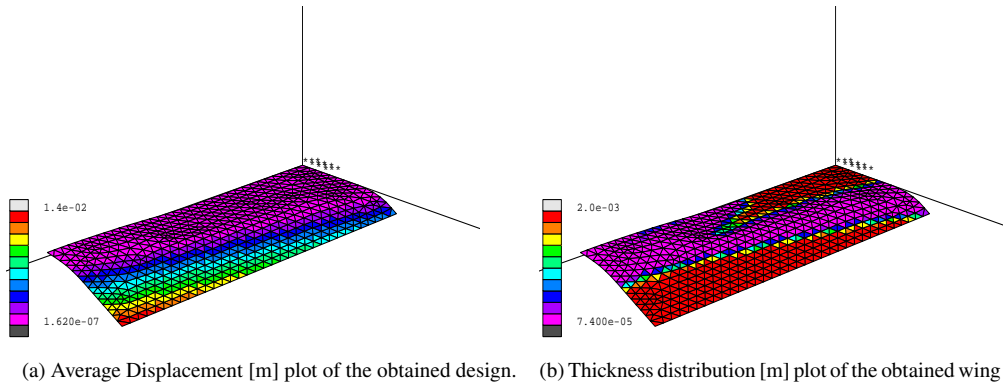 1.4e-02
1.620e-07
2.0e-03
7.400e-05
(a) Average Displacement [m] plot of the obtained design.
(b) Thickness distribution [m] plot of the obtained wing